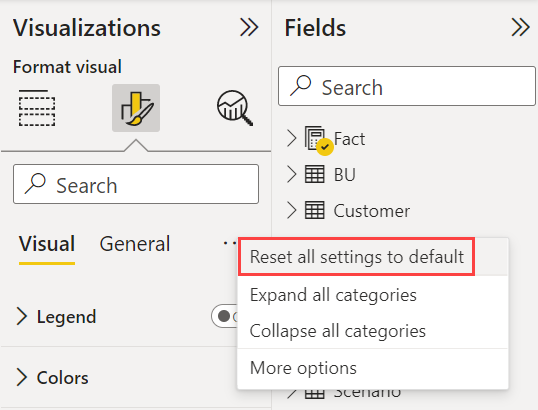 Visualizations
Format visual
Search
Visual General ...
Legend
Colors
Fields
Search
Fact
BU
Customer
Reset all settings to default
Expand all categories
Collapse all categories
More options
Scenario